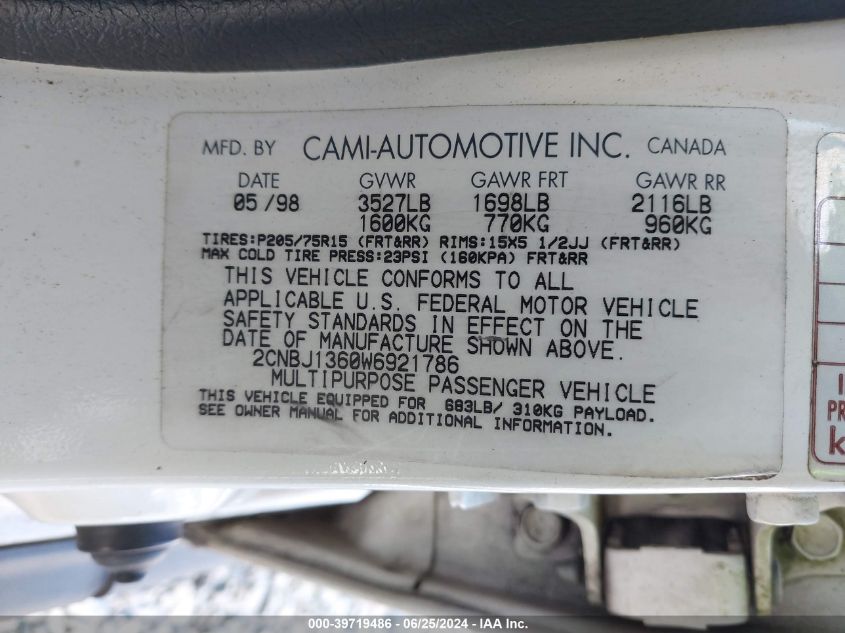 MFD. BY CAMI-AUTOMOTIVE INC. CANADA
DATE GVWR GAWR FRT GAWR RR
05 /98 3527LB 1698LB 2116LB
1600KG 770KG 960KG
TIRES:P205/75R15 (FRT&RR) RIMS:15X5 1/2JJ (FRT&RR)
MAX COLD TIRE PRESS:23PSI (160KPA) FRT&RR
THIS VEHICLE CONFORMS TO ALL
APPLICABLE U.S. FEDERAL MOTOR VEHICLE
SAFETY STANDARDS IN EFFECT ON THE
DATE OF MANUFACTURE SHOWN ABOVE.
2CNBJ1360W6921786
MULTIPURPOSE PASSENGER VEHICLE
THIS VEHICLE EQUIPPED FOR 683LB/ 310KG PAYLOAD.
SEE OWNER MANUAL FOR ADDITIONAL INFORMATION.
PR
k
000-39719486 - 06/25/2024 - IAA Inc.